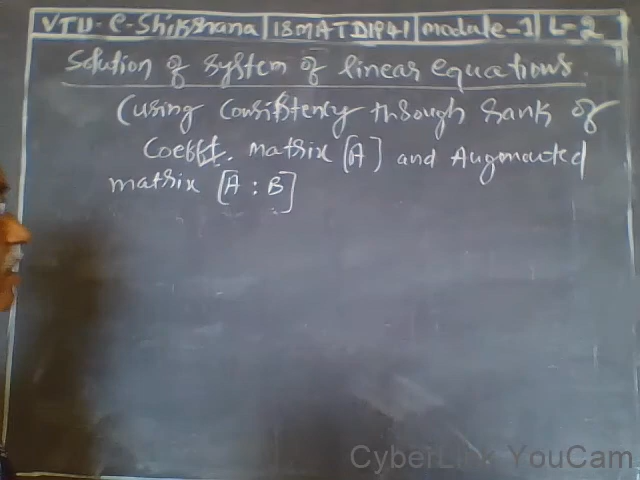 VTU-e-Shikshana | 18MATDI941 | module-1 | L-2
Solution of system of linear equations.
(using Consistency through rank of
Coefft. matrix [A] and Augmented
matrix [A : B]
CyberLink YouCam